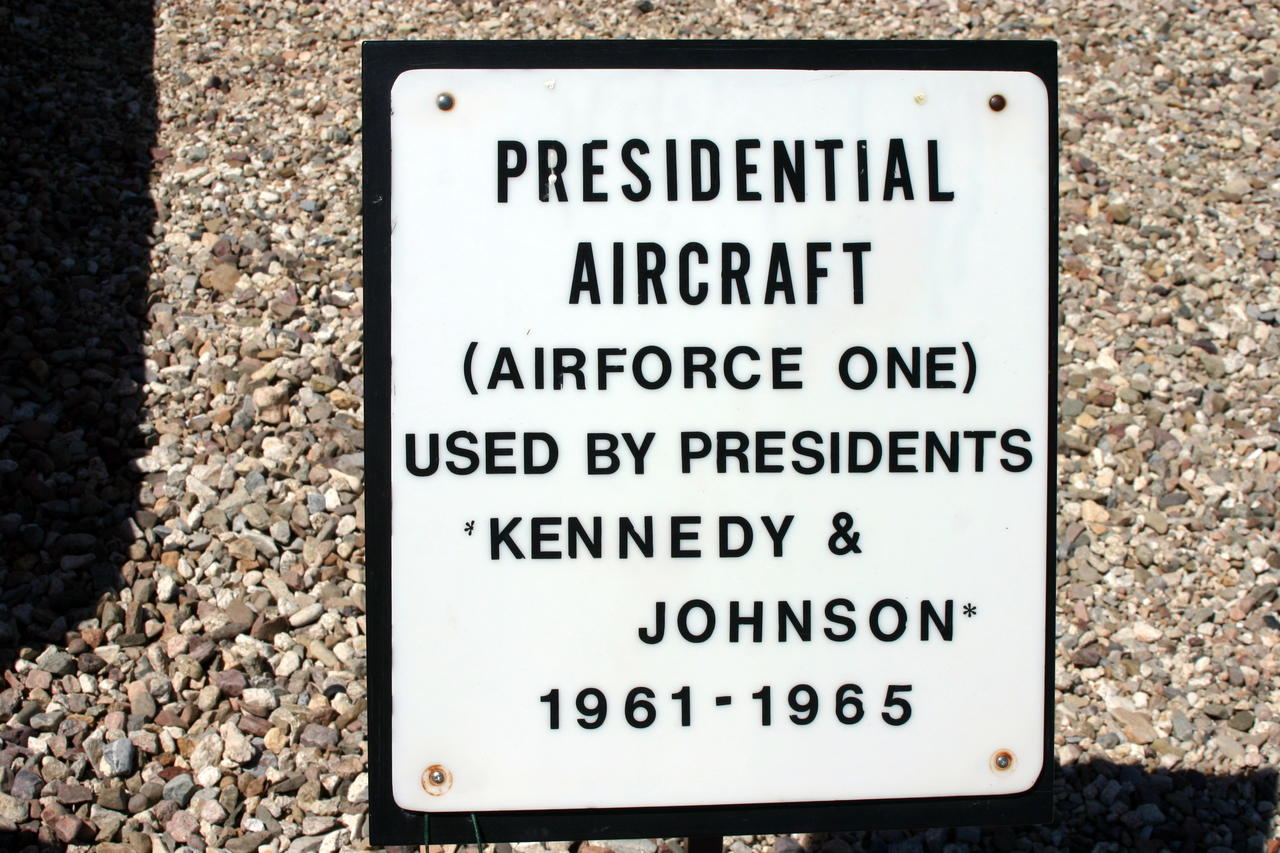 PRESIDENTIAL
AIRCRAFT
(AIRFORCE ONE)
USED BY PRESIDENTS
*KENNEDY &
JOHNSON*
1961-1965